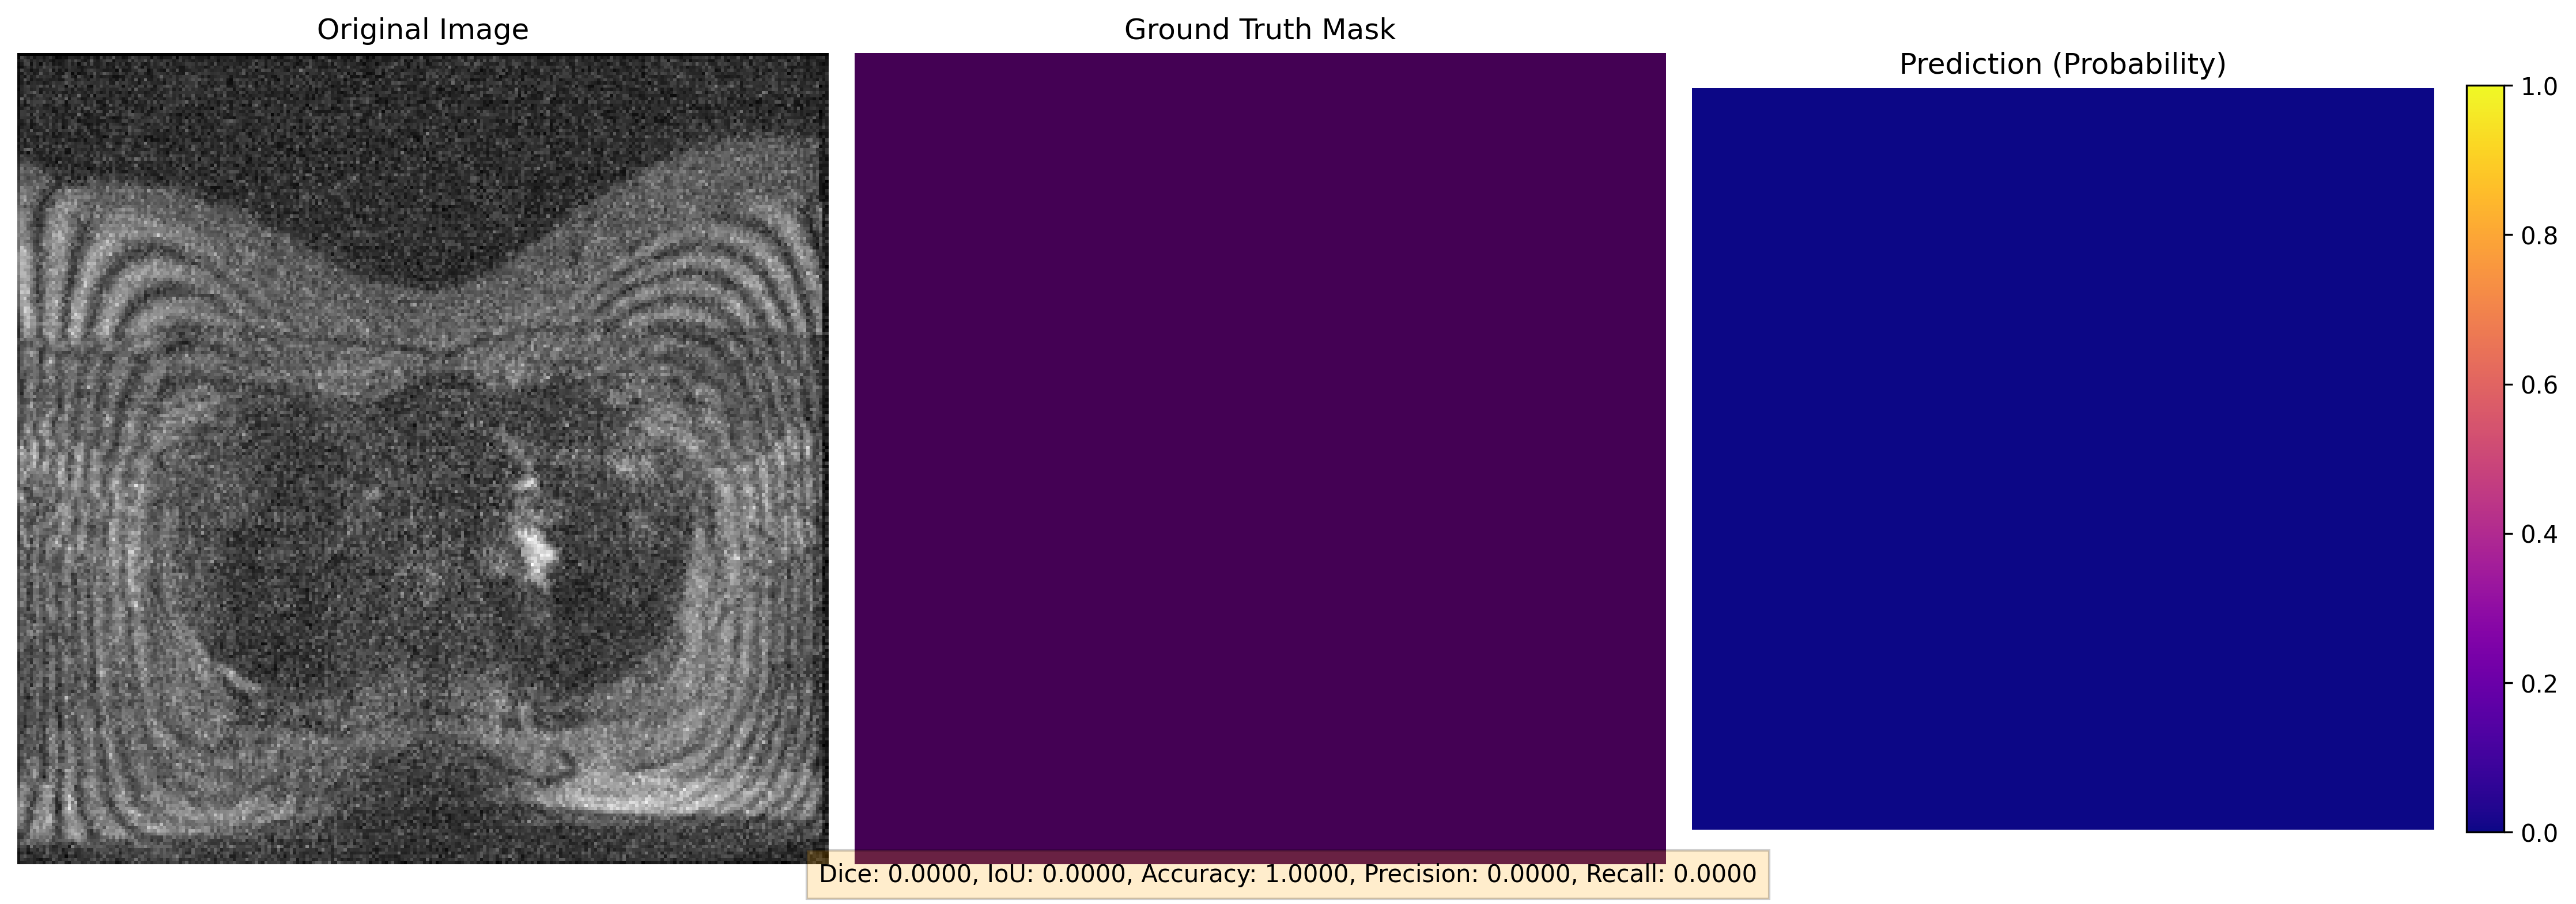 Original Image
Ground Truth Mask
Prediction (Probability)
1.0
0.8
0.6
0.4
0.2
0.0
Dice: 0.0000, IoU: 0.0000, Accuracy: 1.0000, Precision: 0.0000, Recall: 0.0000